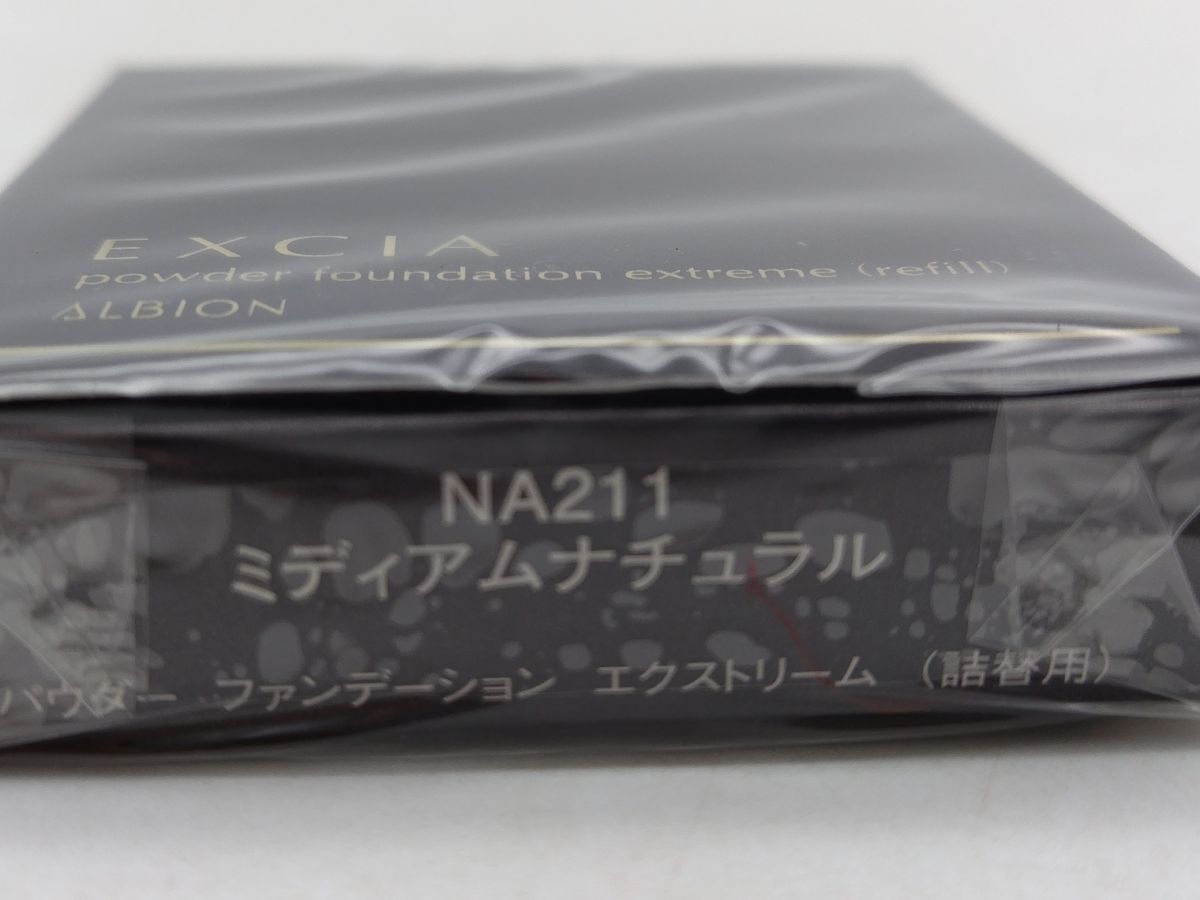 EXCIA
powder foundation extreme (refill)
ALBION
NA211
ミディアムナチュラル
パウダー ファンデーション エクストリーム (詰替用)